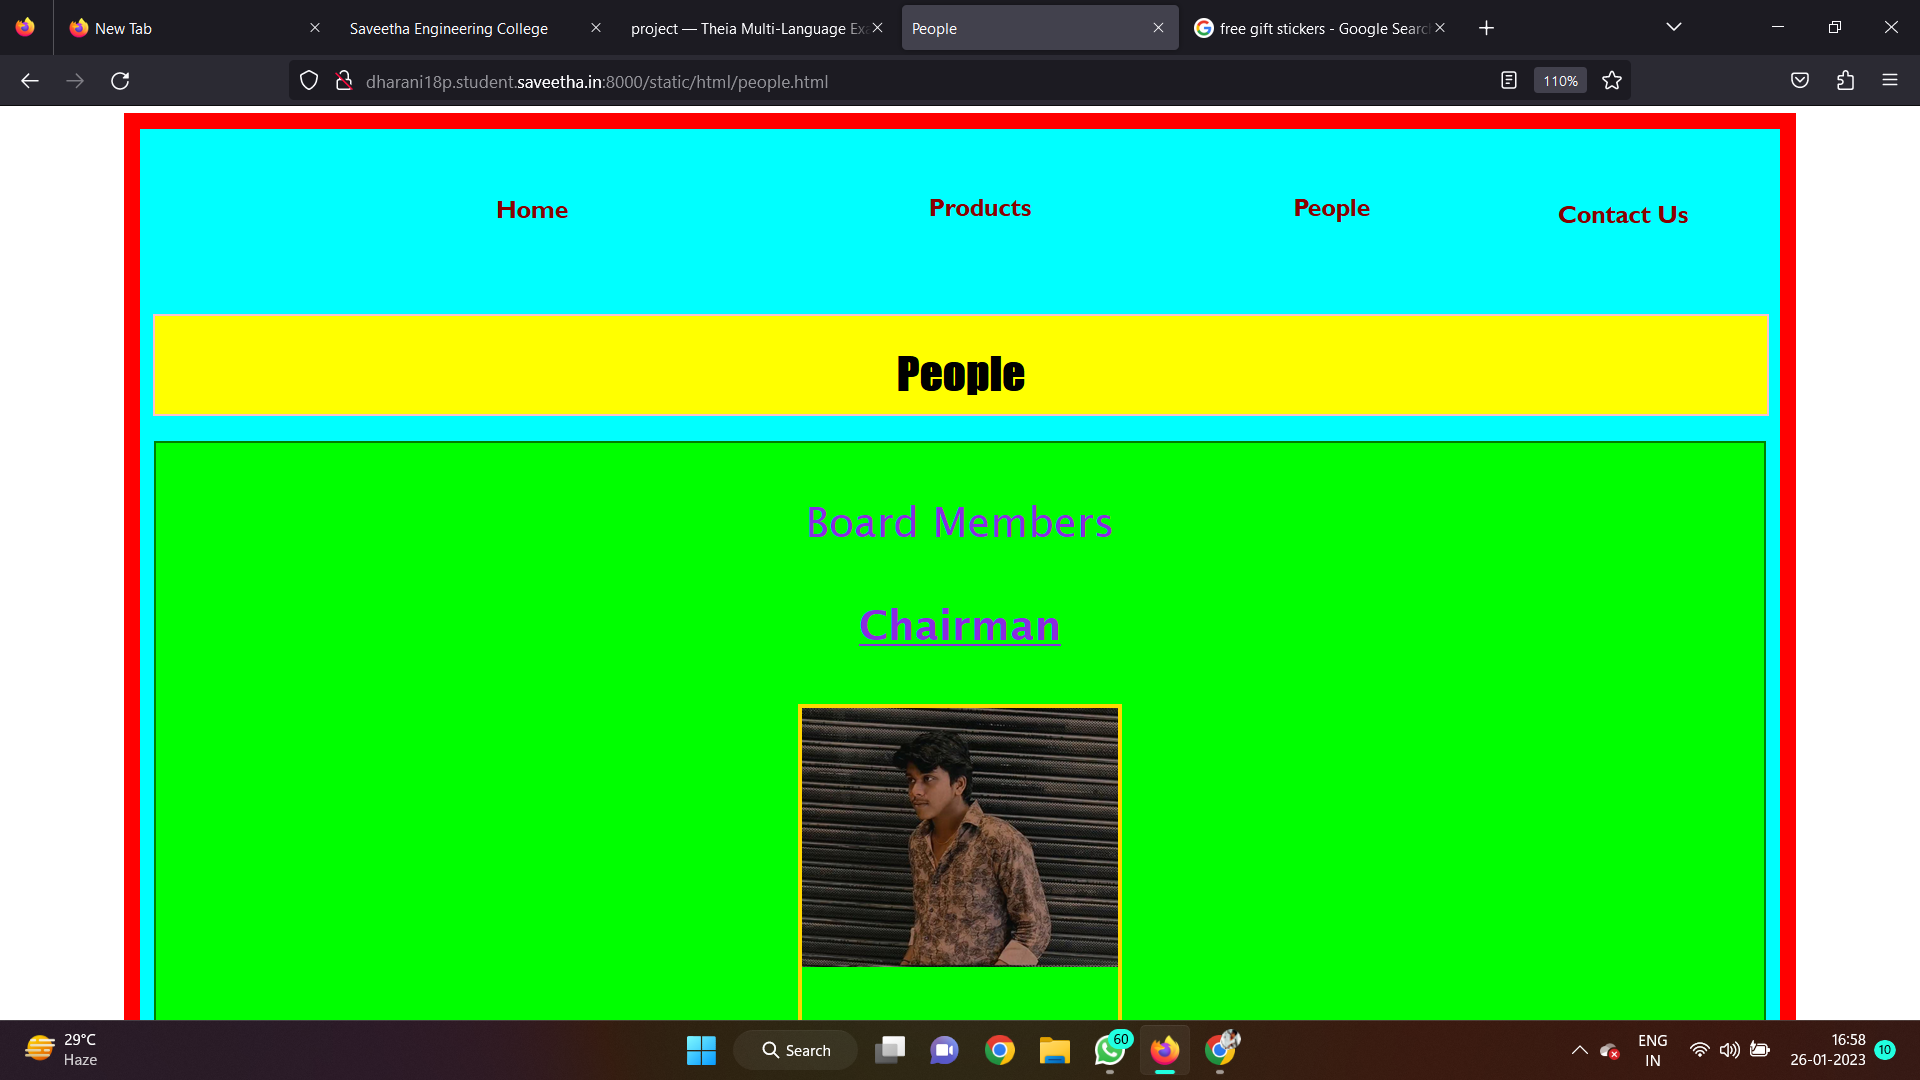 New Tab
Saveetha Engineering College
project — Theia Multi-Language Exa
People
free gift stickers - Google Search
dharani18p.student.saveetha.in:8000/static/html/people.html
110%
Home
Products
People
Contact Us
People
Board Members
Chairman
29°C
Haze
Search
60
ENG
IN
16:58
26-01-2023
10